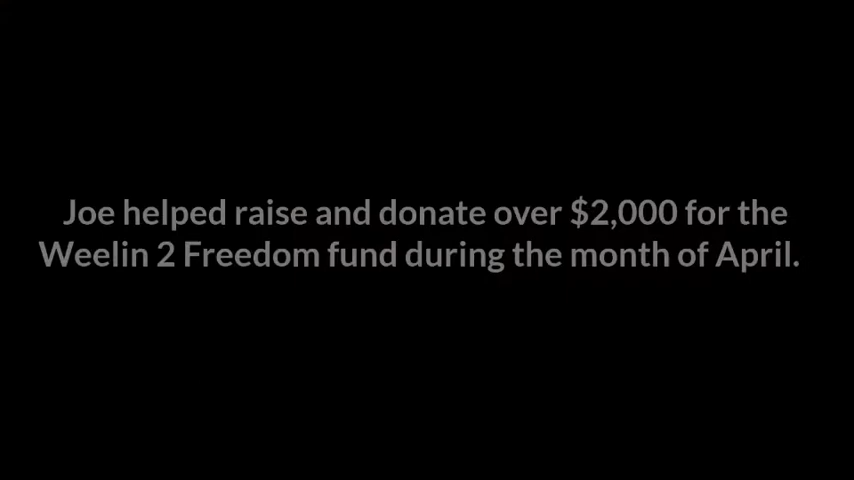 Joe helped raise and donate over $2,000 for the
Weelin 2 Freedom fund during the month of April.